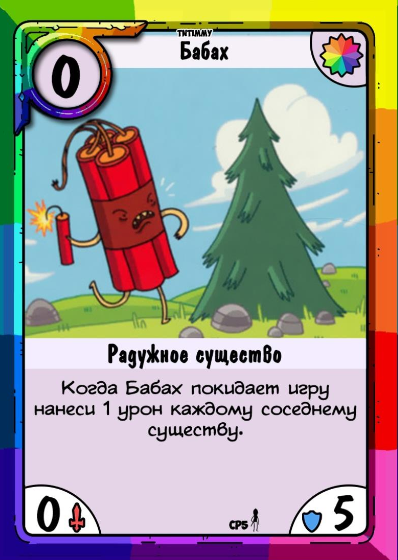 TNTIMMY
Бабах
0
Радужное существо
Когда Бабах покидает игру
нанеси 1 урон каждому соседнему
существу.
0
CP5
5